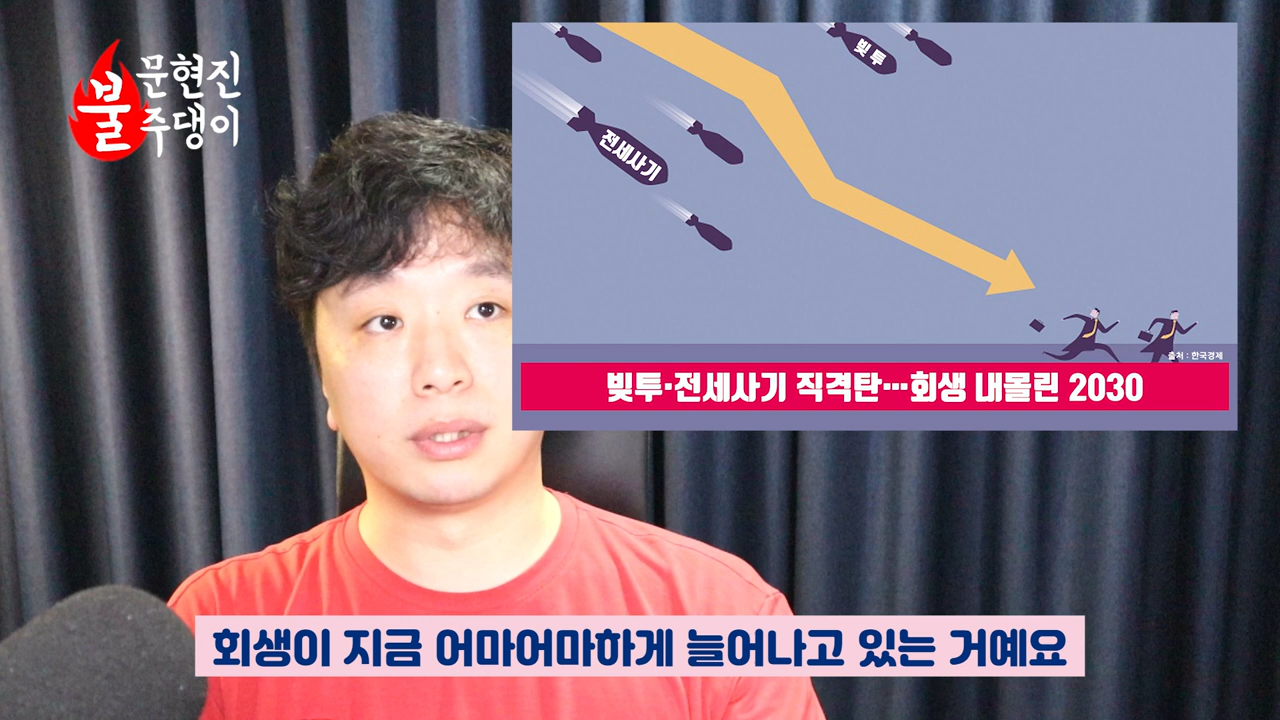 문현진
불
주댕이
빚투
전세사기
출처 : 한국경제
빚투·전세사기 직격탄…회생 내몰린 2030
회생이 지금 어마어마하게 늘어나고 있는 거예요